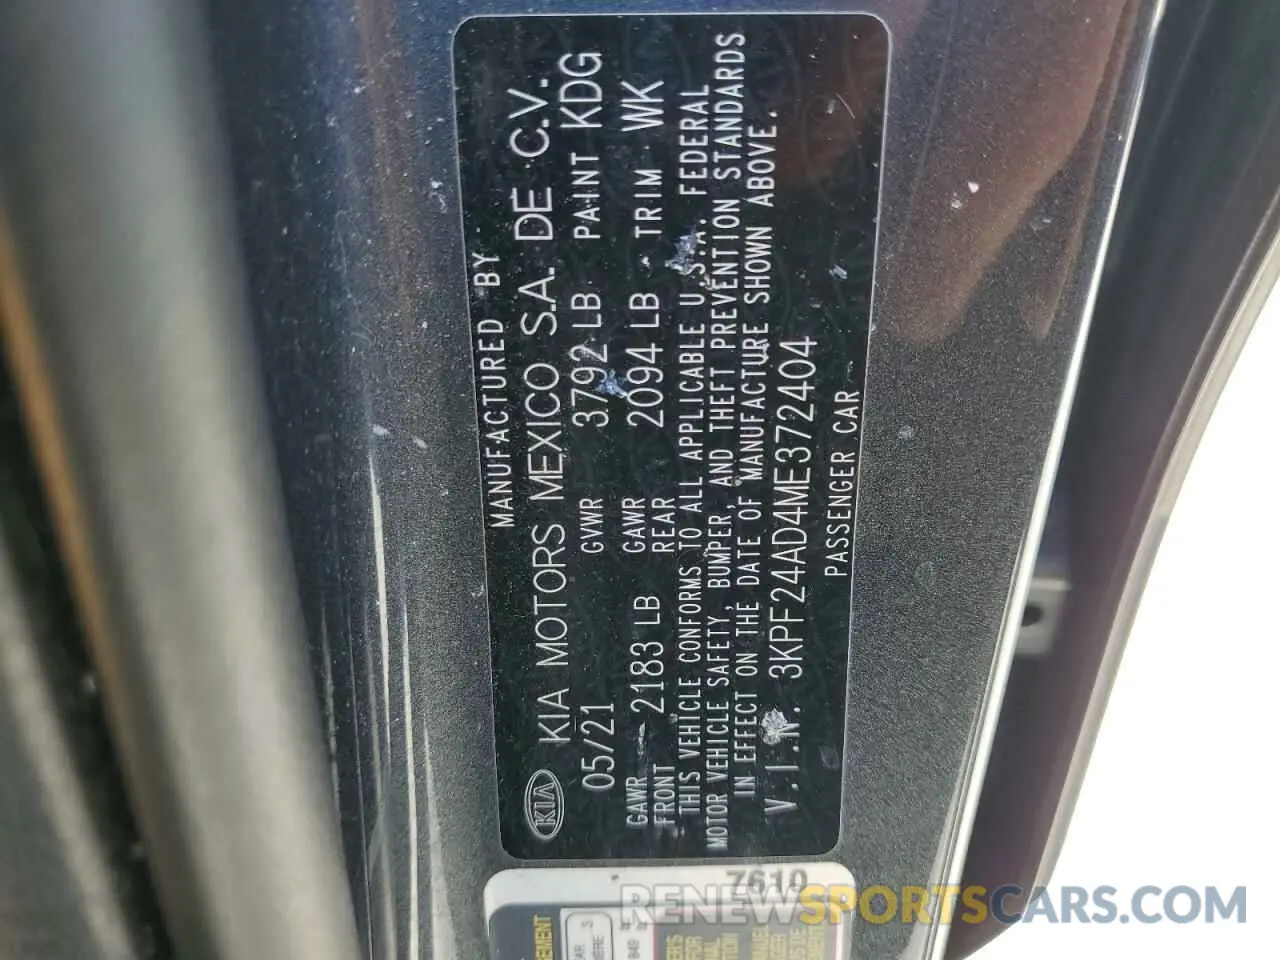 MANUFACTURED BY
KIA KIA MOTORS MEXICO S.A. DE C.V.
05/21 GVWR 3792 LB PAINT KDG
GAWR FRONT 2183 LB GAWR REAR 2094 LB TRIM WK
THIS VEHICLE CONFORMS TO ALL APPLICABLE U.S.A. FEDERAL
MOTOR VEHICLE SAFETY, BUMPER, AND THEFT PREVENTION STANDARDS
IN EFFECT ON THE DATE OF MANUFACTURE SHOWN ABOVE.
V.I.N. 3KPF24AD4ME372404
PASSENGER CAR
7610
RENEWSPORTSCARS.COM